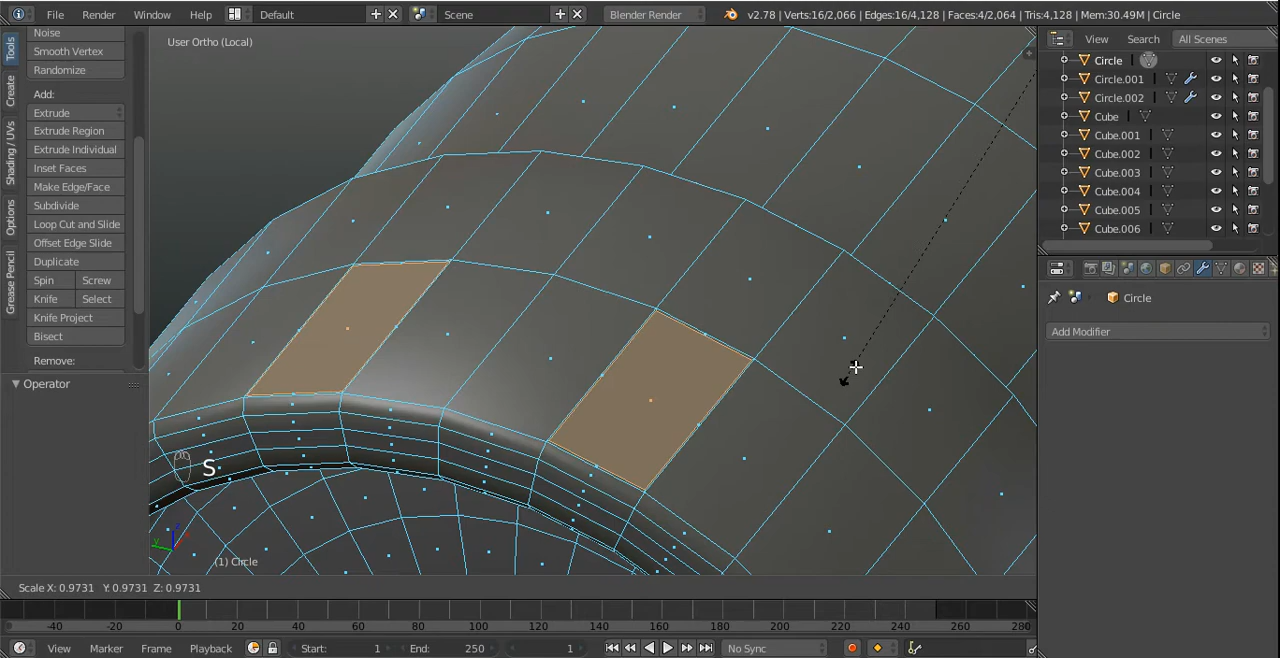 File Render Window Help Default Scene Blender Render v2.78 | Verts:16/2,066 | Edges:16/4,128 | Faces:4/2,064 | Tris:4,128 | Mem:30.49M | Circle
User Ortho (Local)
Tools
Create
Shading / UVs
Options
Grease Pencil
Noise
Smooth Vertex
Randomize
Add:
Extrude
Extrude Region
Extrude Individual
Inset Faces
Make Edge/Face
Subdivide
Loop Cut and Slide
Offset Edge Slide
Duplicate
Spin Screw
Knife Select
Knife Project
Bisect
Remove:
Operator
S
z
y
(1) Circle
View Search All Scenes
Circle
Circle.001
Circle.002
Cube
Cube.001
Cube.002
Cube.003
Cube.004
Cube.005
Cube.006
Circle
Add Modifier
Scale X: 0.9731 Y: 0.9731 Z: 0.9731
-40 -20 0 20 40 60 80 100 120 140 160 180 200 220 240 260 280
View Marker Frame Playback Start: 1 End: 250 1 No Sync